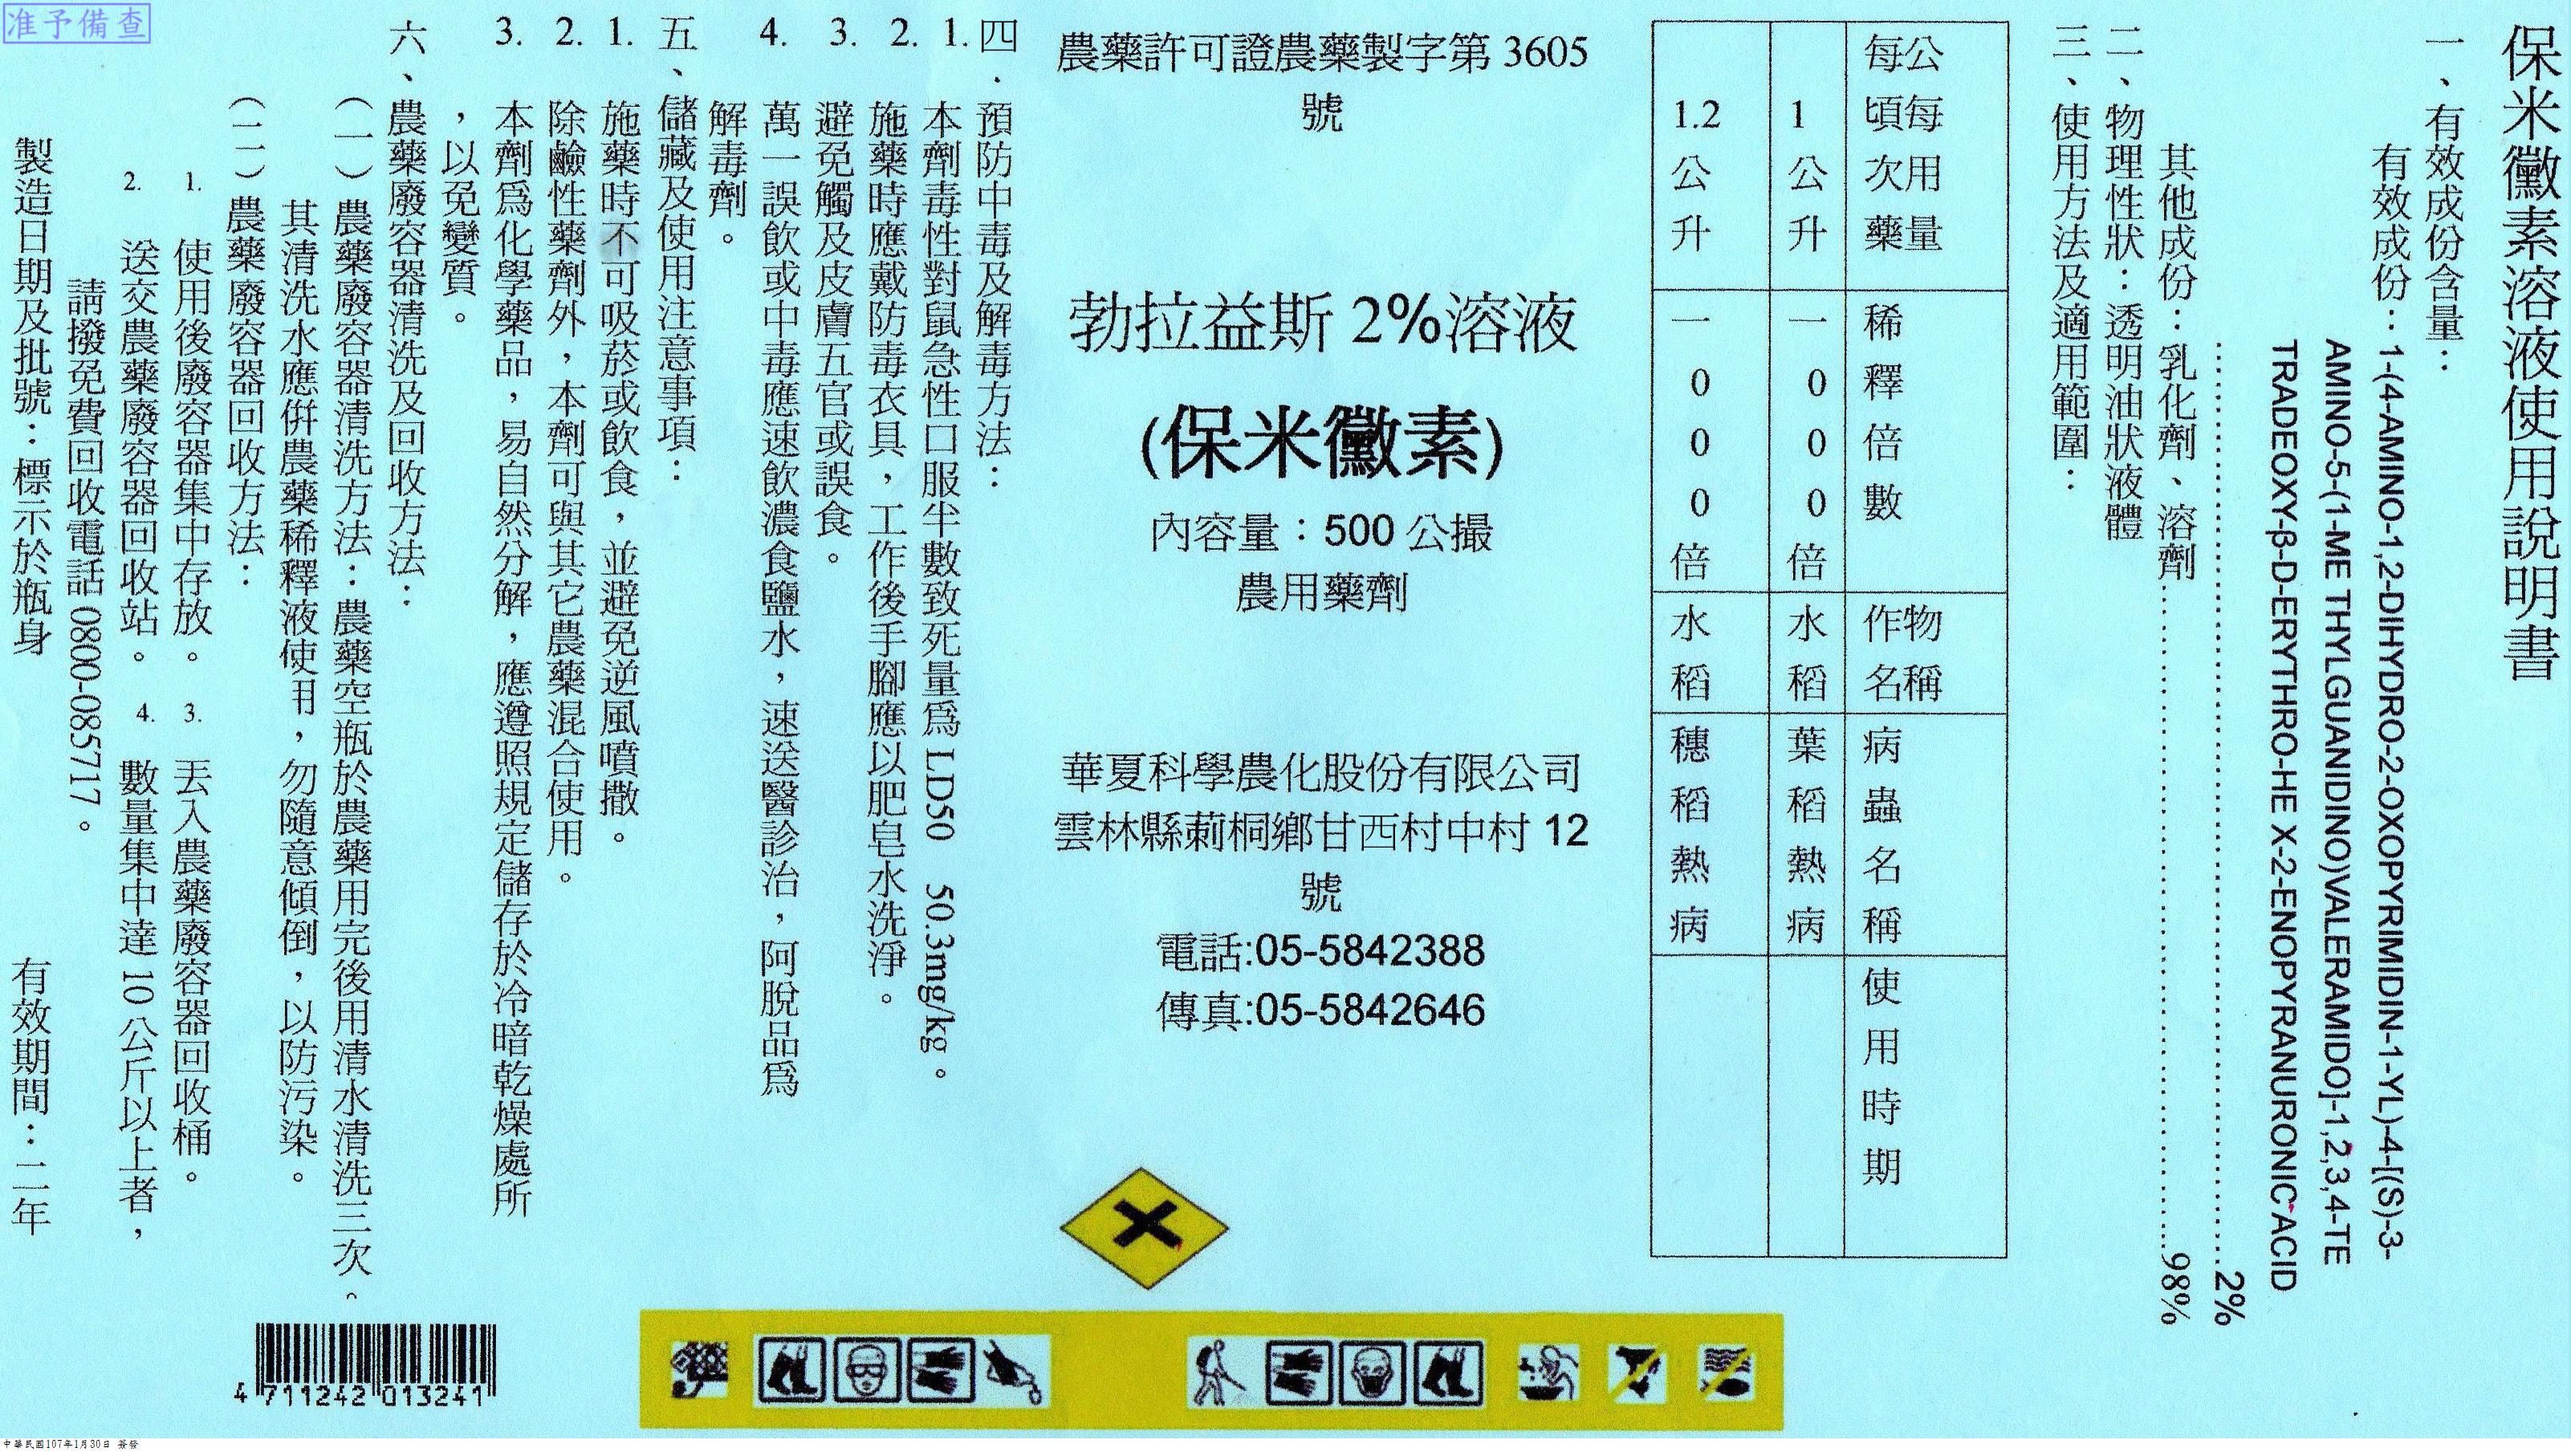 准予備查
保米黴素溶液使用說明書
一、有效成份含量：
有效成份：1-(4-AMINO-1,2-DIHYDRO-2-OXOPYRIMIDIN-1-YL)-4-[(S)-3-
AMINO-5-(1-ME THYLGUANIDINO)VALERAMIDO]-1,2,3,4-TE
TRADEOXY-β-D-ERYTHRO-HE X-2-ENOPYRANURONIC ACID
..................2%
其他成份：乳化劑、溶劑..................98%
二、物理性狀：透明油狀液體
三、使用方法及適用範圍：
每公頃每次用藥量 稀釋倍數 作物名稱 病蟲名稱 使用時期
1公升 一000倍 水稻 葉稻熱病
1.2公升 一000倍 水稻 穗稻熱病
農藥許可證農藥製字第 3605
號
勃拉益斯 2%溶液
(保米黴素)
內容量：500 公撮
農用藥劑
華夏科學農化股份有限公司
雲林縣莿桐鄉甘西村中村 12
號
電話:05-5842388
傳真:05-5842646
四．預防中毒及解毒方法：
1. 本劑毒性對鼠急性口服半數致死量為 LD50 50.3mg/kg。
2. 施藥時應戴防毒衣具，工作後手腳應以肥皂水洗淨。
3. 避免觸及皮膚五官或誤食。
4. 萬一誤飲或中毒應速飲濃食鹽水，速送醫診治，阿脫品為
解毒劑。
五、儲藏及使用注意事項：
1. 施藥時不可吸菸或飲食，並避免逆風噴撒。
2. 除鹼性藥劑外，本劑可與其它農藥混合使用。
3. 本劑為化學藥品，易自然分解，應遵照規定儲存於冷暗乾燥處所
，以免變質。
六、農藥廢容器清洗及回收方法：
（一）農藥廢容器清洗方法：農藥空瓶於農藥用完後用清水清洗三次。
其清洗水應併農藥稀釋液使用，勿隨意傾倒，以防污染。
（二）農藥廢容器回收方法：
1. 使用後廢容器集中存放。 3. 丟入農藥廢容器回收桶。
2. 送交農藥廢容器回收站。 4. 數量集中達 10 公斤以上者，
請撥免費回收電話 0800-085717。
製造日期及批號：標示於瓶身 有效期間：二年
4 711242 013241
中華民國107年1月30日 簽發